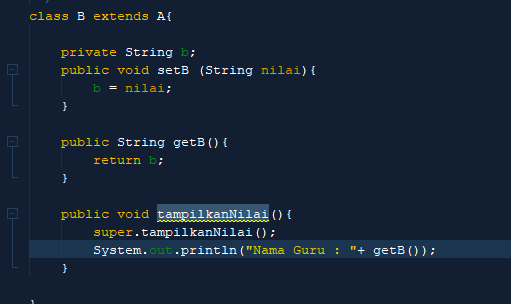 class B extends A{
private String b;
public void setB (String nilai){
b = nilai;
}
public String getB(){
return b;
}
public void tampilkanNilai(){
super.tampilkanNilai();
System.out.println("Nama Guru : "+ getB());
}
}